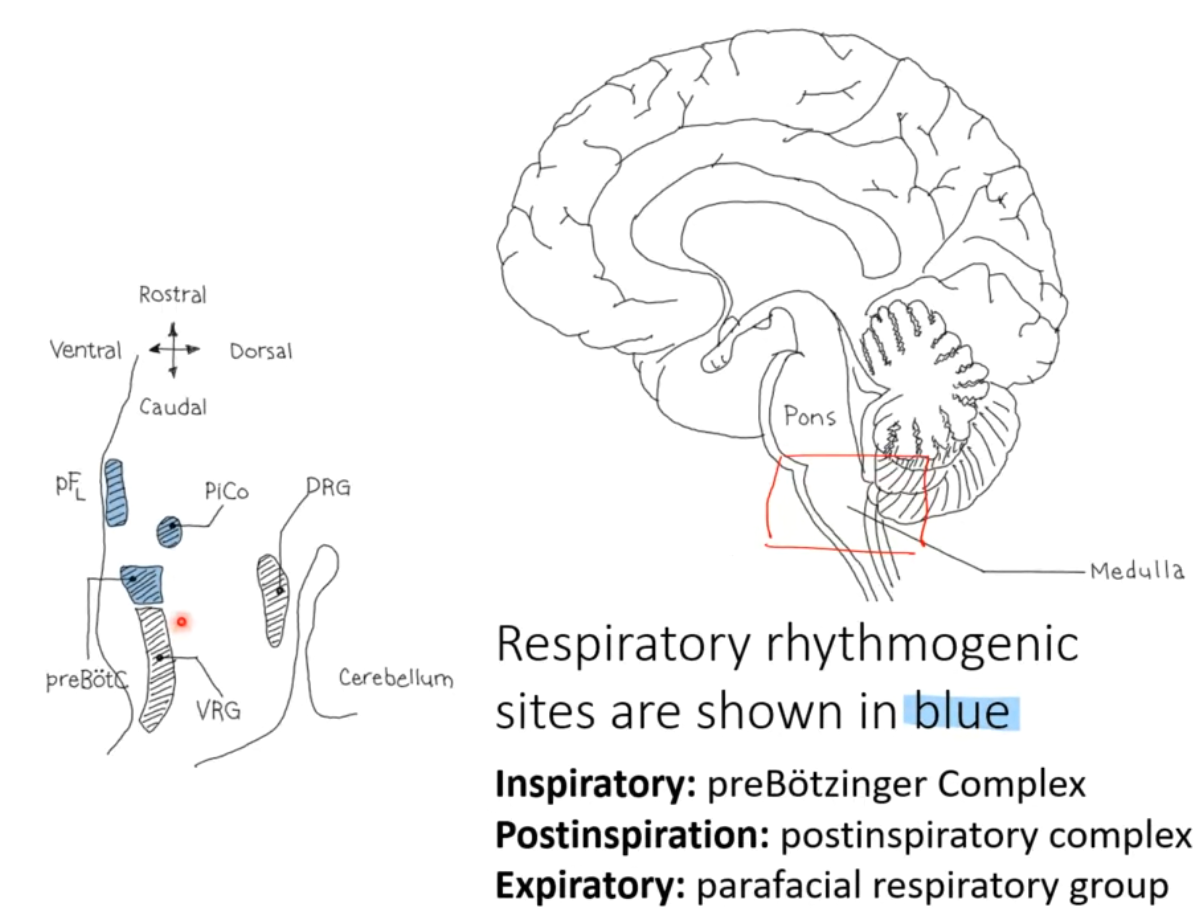 Rostral
Ventral
Dorsal
Caudal
pFL
PiCo
DRG
preBötC
VRG
Cerebellum
Pons
Medulla
Respiratory rhythmogenic
sites are shown in blue
Inspiratory: preBötzinger Complex
Postinspiration: postinspiratory complex
Expiratory: parafacial respiratory group